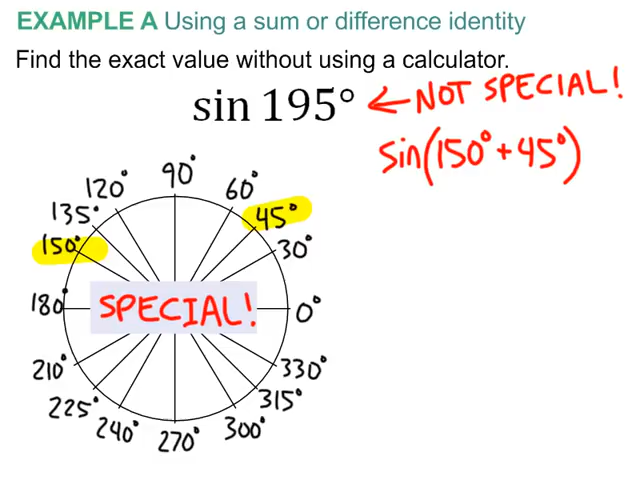 EXAMPLE A Using a sum or difference identity
Find the exact value without using a calculator.
sin 195° ← NOT SPECIAL!
sin(150° + 45°)
90°
120° 60°
135° 45°
150° 30°
180° SPECIAL! 0°
210° 330°
225° 315°
240° 300°
270°